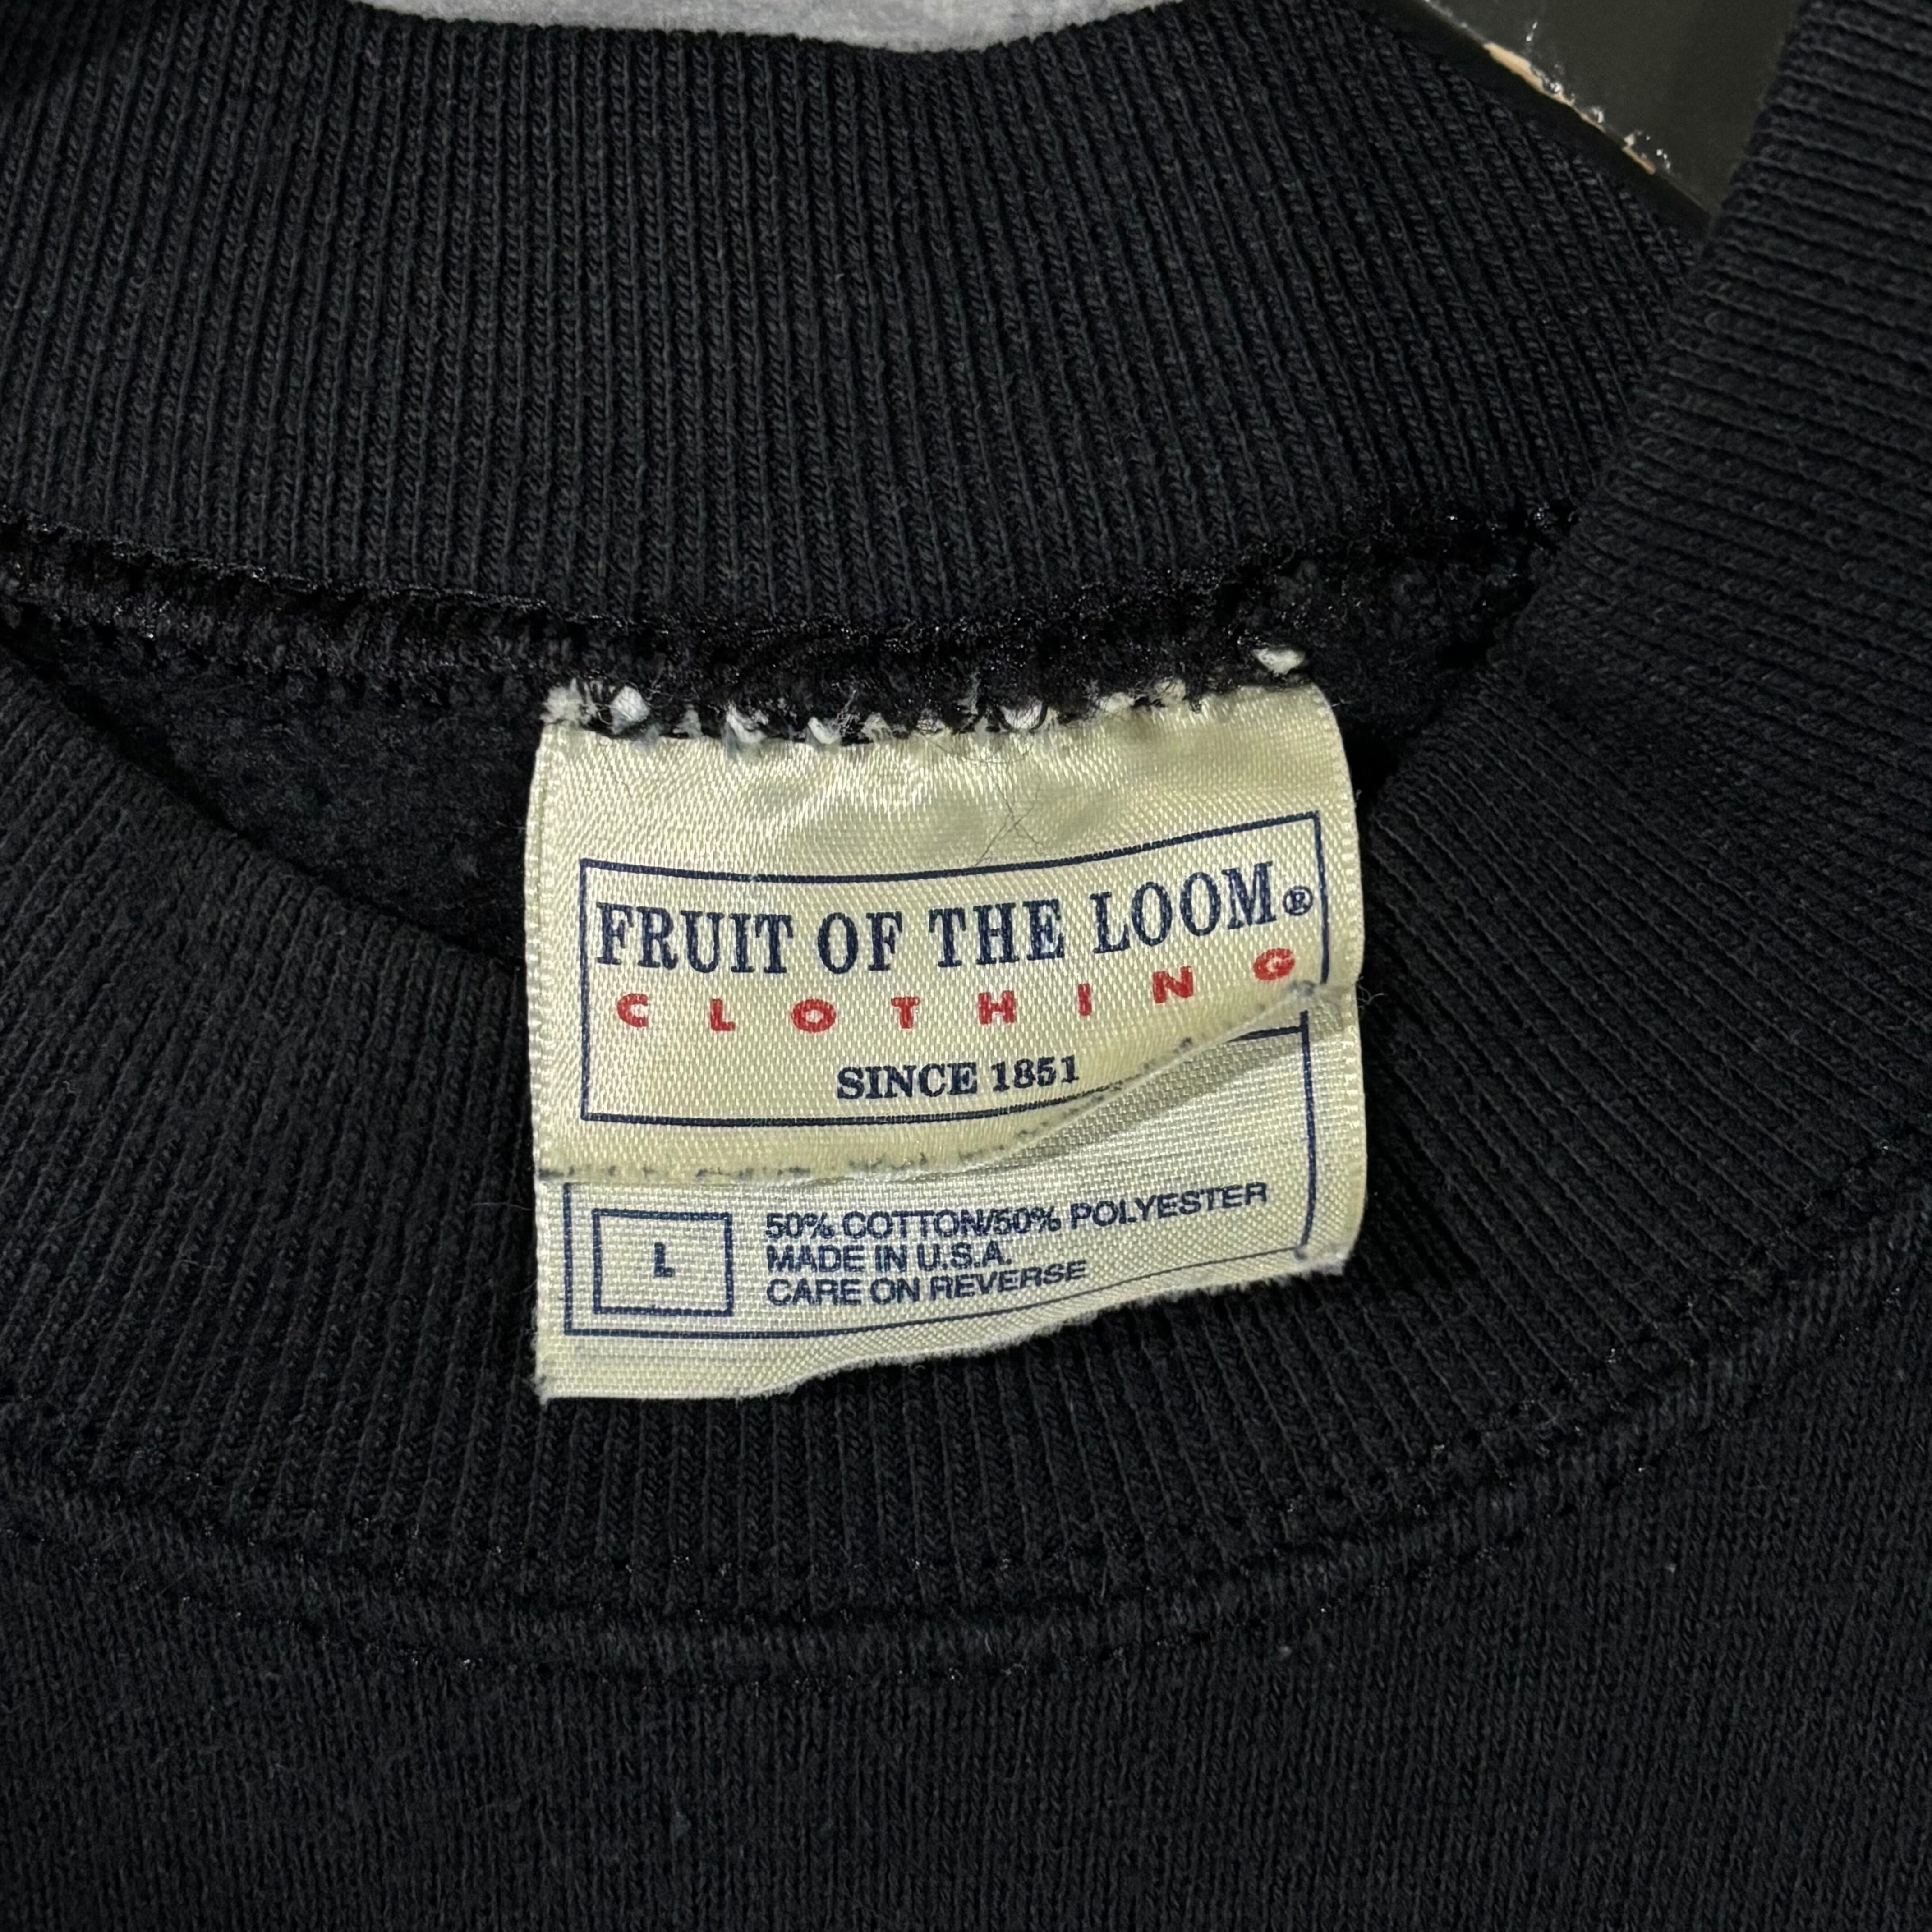 FRUIT OF THE LOOM®
CLOTHING
SINCE 1851
L
50% COTTON/50% POLYESTER
MADE IN U.S.A.
CARE ON REVERSE